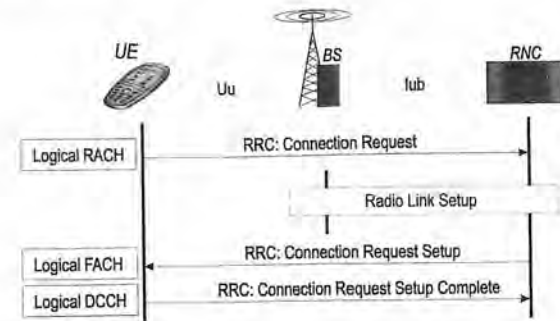 UE
BS
RNC
Uu
Iub
Logical RACH
RRC: Connection Request
Radio Link Setup
Logical FACH
RRC: Connection Request Setup
Logical DCCH
RRC: Connection Request Setup Complete